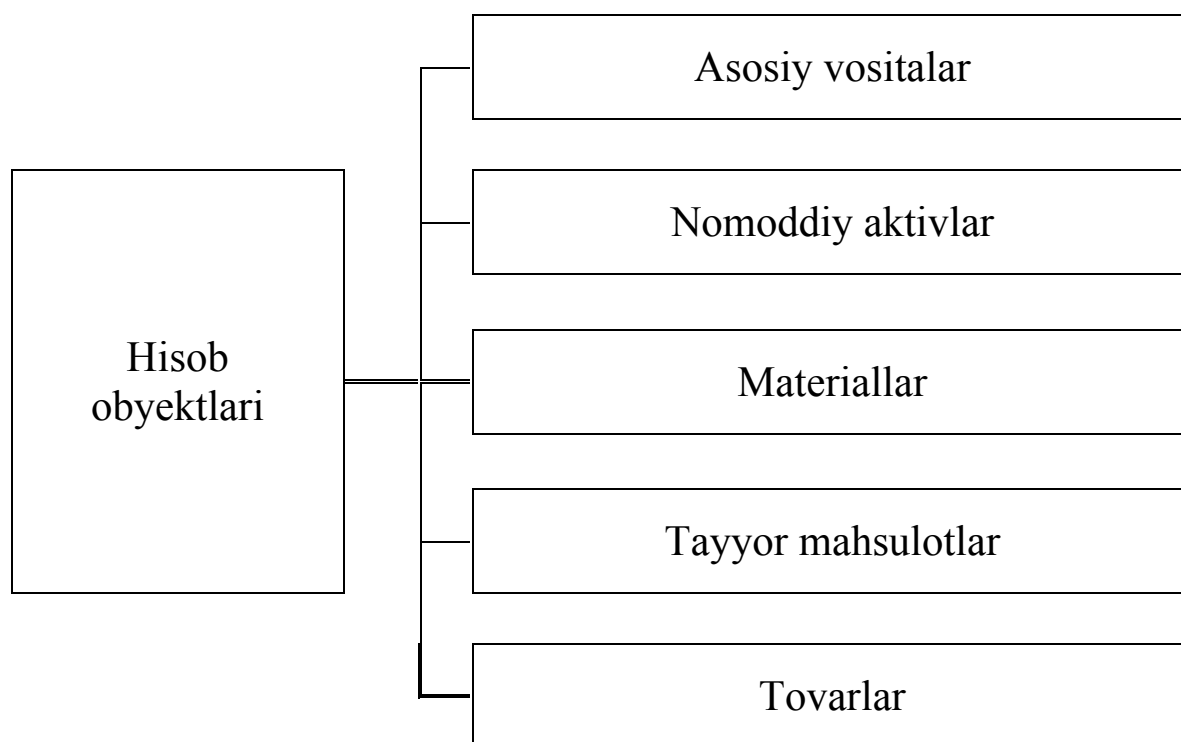 Asosiy vositalar
Nomoddiy aktivlar
Hisob
obyektlari
Materiallar
Tayyor mahsulotlar
Tovarlar